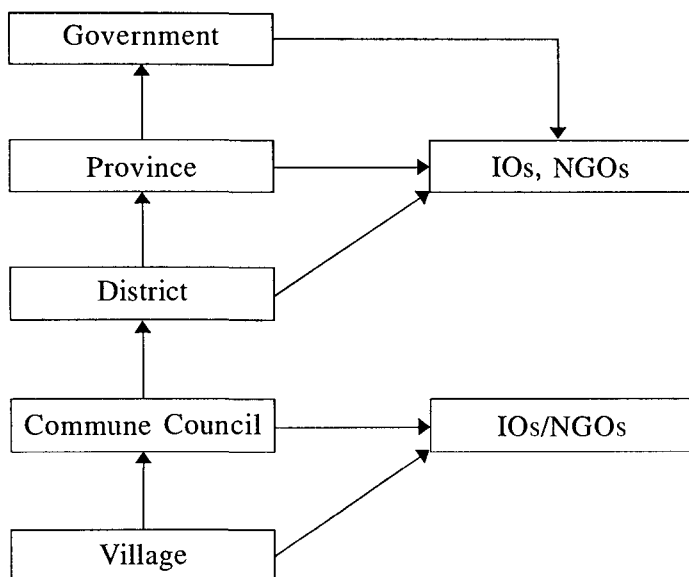 Government
Province
IOs, NGOs
District
Commune Council
IOs/NGOs
Village